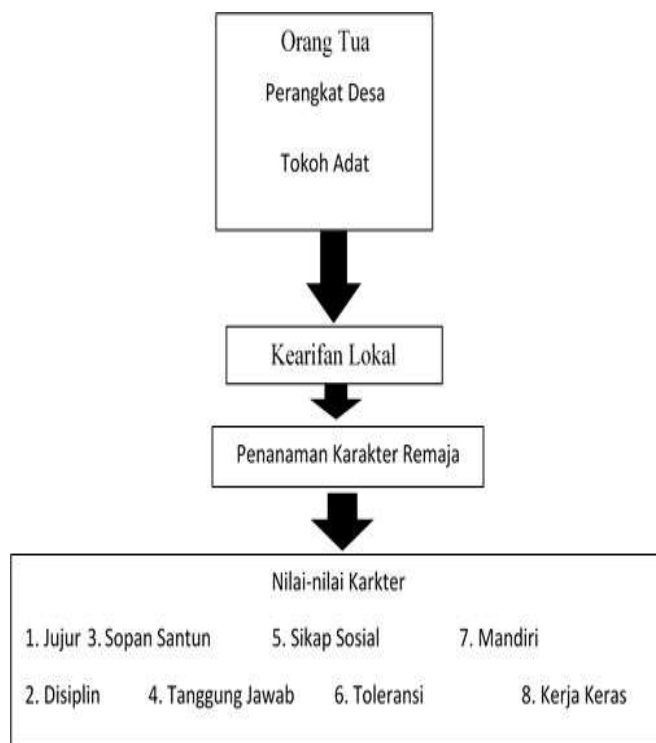 Orang Tua
Perangkat Desa
Tokoh Adat
Kearifan Lokal
Penanaman Karakter Remaja
Nilai-nilai Karkter
1. Jujur 3. Sopan Santun 5. Sikap Sosial 7. Mandiri
2. Disiplin 4. Tanggung Jawab 6. Toleransi 8. Kerja Keras